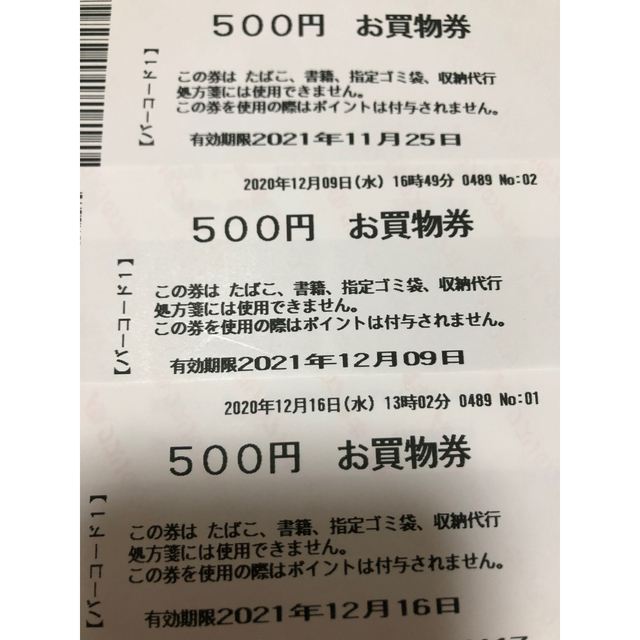 500円 お買物券
この券は たばこ、書籍、指定ゴミ袋、収納代行
処方箋には使用できません。
この券を使用の際はポイントは付与されません。
有効期限2021年11月25日
2020年12月09日(水) 16時49分 0489 No:02
500円 お買物券
この券は たばこ、書籍、指定ゴミ袋、収納代行
処方箋には使用できません。
この券を使用の際はポイントは付与されません。
有効期限2021年12月09日
2020年12月16日(水) 13時02分 0489 No:01
500円 お買物券
この券は たばこ、書籍、指定ゴミ袋、収納代行
処方箋には使用できません。
この券を使用の際はポイントは付与されません。
有効期限2021年12月16日